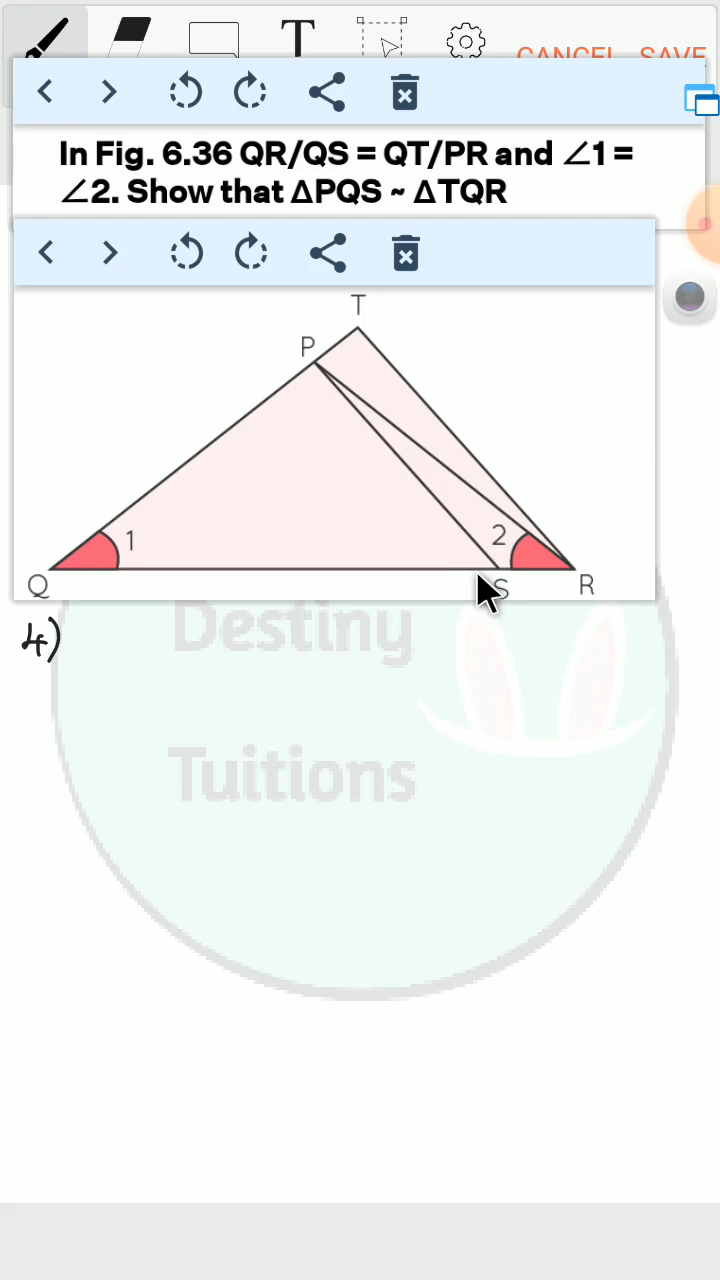 T
CANCEL SAVE
In Fig. 6.36 QR/QS = QT/PR and ∠1 =
∠2. Show that ΔPQS ~ ΔTQR
T
P
1
2
Q
S
R
4)
Destiny
Tuitions